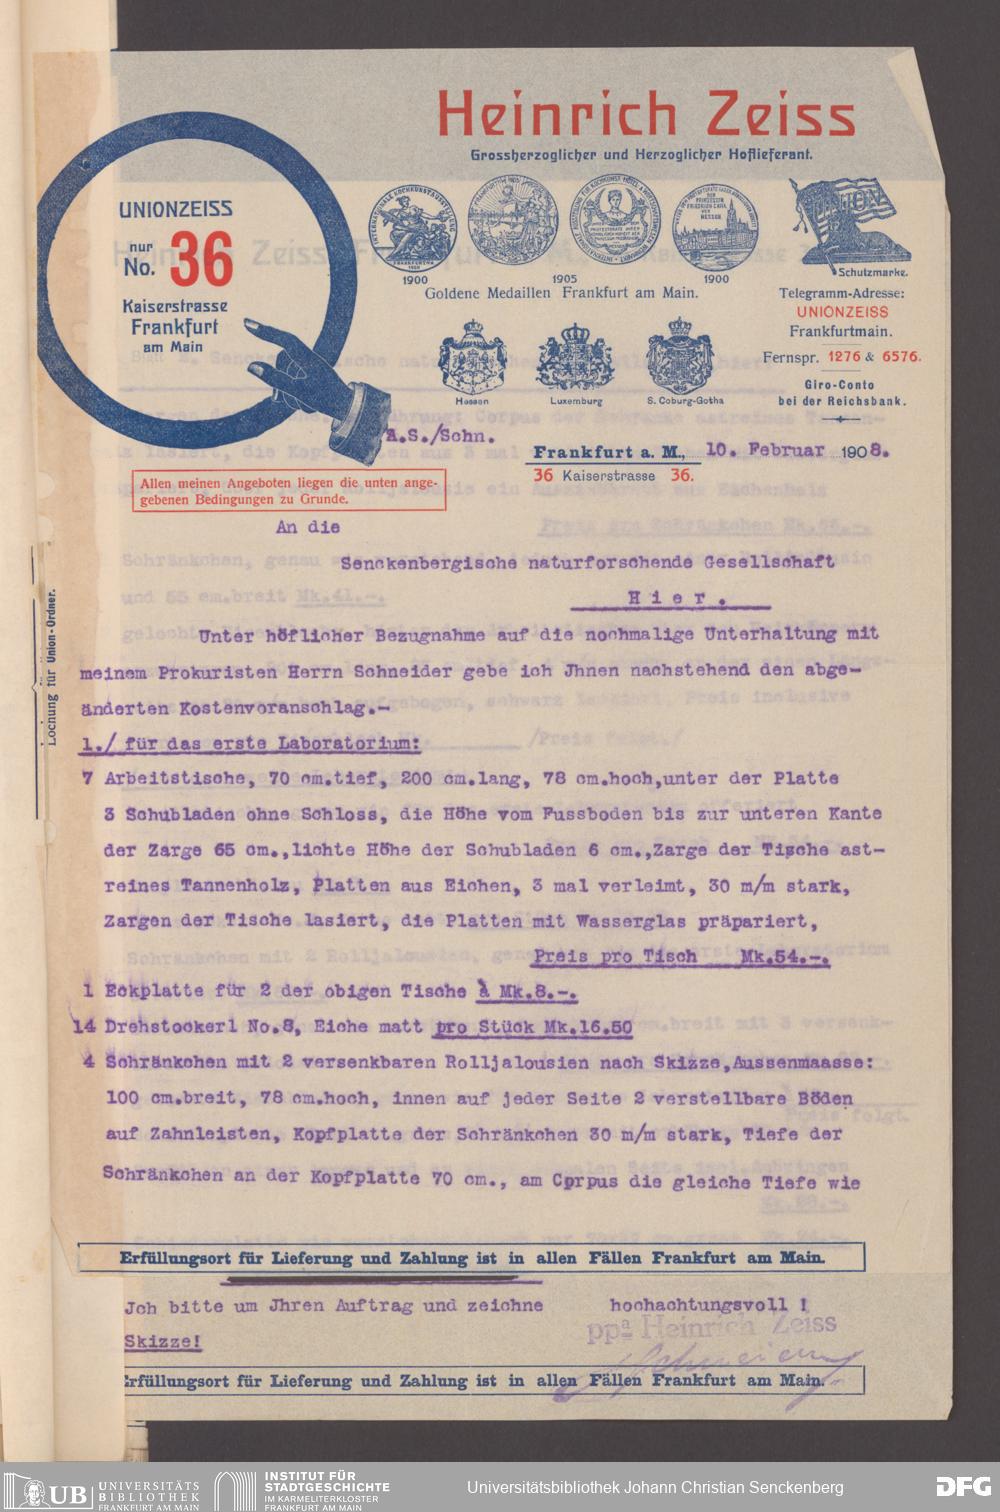 Heinrich Zeiss
Grossherzoglicher und Herzoglicher Hoflieferant.
UNIONZEISS
nur
No. 36
Kaiserstrasse
Frankfurt
am Main
1900
1905
1900
Goldene Medaillen Frankfurt am Main.
UNION
Schutzmarke.
Telegramm-Adresse:
UNIONZEISS
Frankfurtmain.
Fernspr. 1276 & 6576.
Giro-Conto
bei der Reichsbank.
Hessen
Luxemburg
S. Coburg-Gotha
A.S./Schn.
Frankfurt a. M., 10. Februar 1908.
36 Kaiserstrasse 36.
Allen meinen Angeboten liegen die unten ange-
gebenen Bedingungen zu Grunde.
An die
Senckenbergische naturforschende Gesellschaft
Hier.
Lochung für Union-Ordner.
Unter höflicher Bezugnahme auf die nochmalige Unterhaltung mit
meinem Prokuristen Herrn Schneider gebe ich Jhnen nachstehend den abge-
änderten Kostenvoranschlag.-
1./ für das erste Laboratorium:
7 Arbeitstische, 70 cm.tief, 200 cm.lang, 78 cm.hoch,unter der Platte
3 Schubladen ohne Schloss, die Höhe vom Fussboden bis zur unteren Kante
der Zarge 65 cm.,lichte Höhe der Schubladen 6 cm.,Zarge der Tische ast-
reines Tannenholz, Platten aus Eichen, 3 mal verleimt, 30 m/m stark,
Zargen der Tische lasiert, die Platten mit Wasserglas präpariert,
Preis pro Tisch Mk.54.-.
1 Eckplatte für 2 der obigen Tische à Mk.8.-.
14 Drehstockerl No.8, Eiche matt pro Stück Mk.16.50
4 Schränkchen mit 2 versenkbaren Rolljalousien nach Skizze,Aussenmaasse:
100 cm.breit, 78 cm.hoch, innen auf jeder Seite 2 verstellbare Böden
auf Zahnleisten, Kopfplatte der Schränkchen 30 m/m stark, Tiefe der
Schränkchen an der Kopfplatte 70 cm., am Corpus die gleiche Tiefe wie
Erfüllungsort für Lieferung und Zahlung ist in allen Fällen Frankfurt am Main.
Jch bitte um Jhren Auftrag und zeichne hochachtungsvoll !
ppa Heinrich Zeiss
Skizze!
Erfüllungsort für Lieferung und Zahlung ist in allen Fällen Frankfurt am Main.
UB UNIVERSITÄTS
BIBLIOTHEK
FRANKFURT AM MAIN
INSTITUT FÜR
STADTGESCHICHTE
IM KARMELITERKLOSTER
FRANKFURT AM MAIN
Universitätsbibliothek Johann Christian Senckenberg
DFG